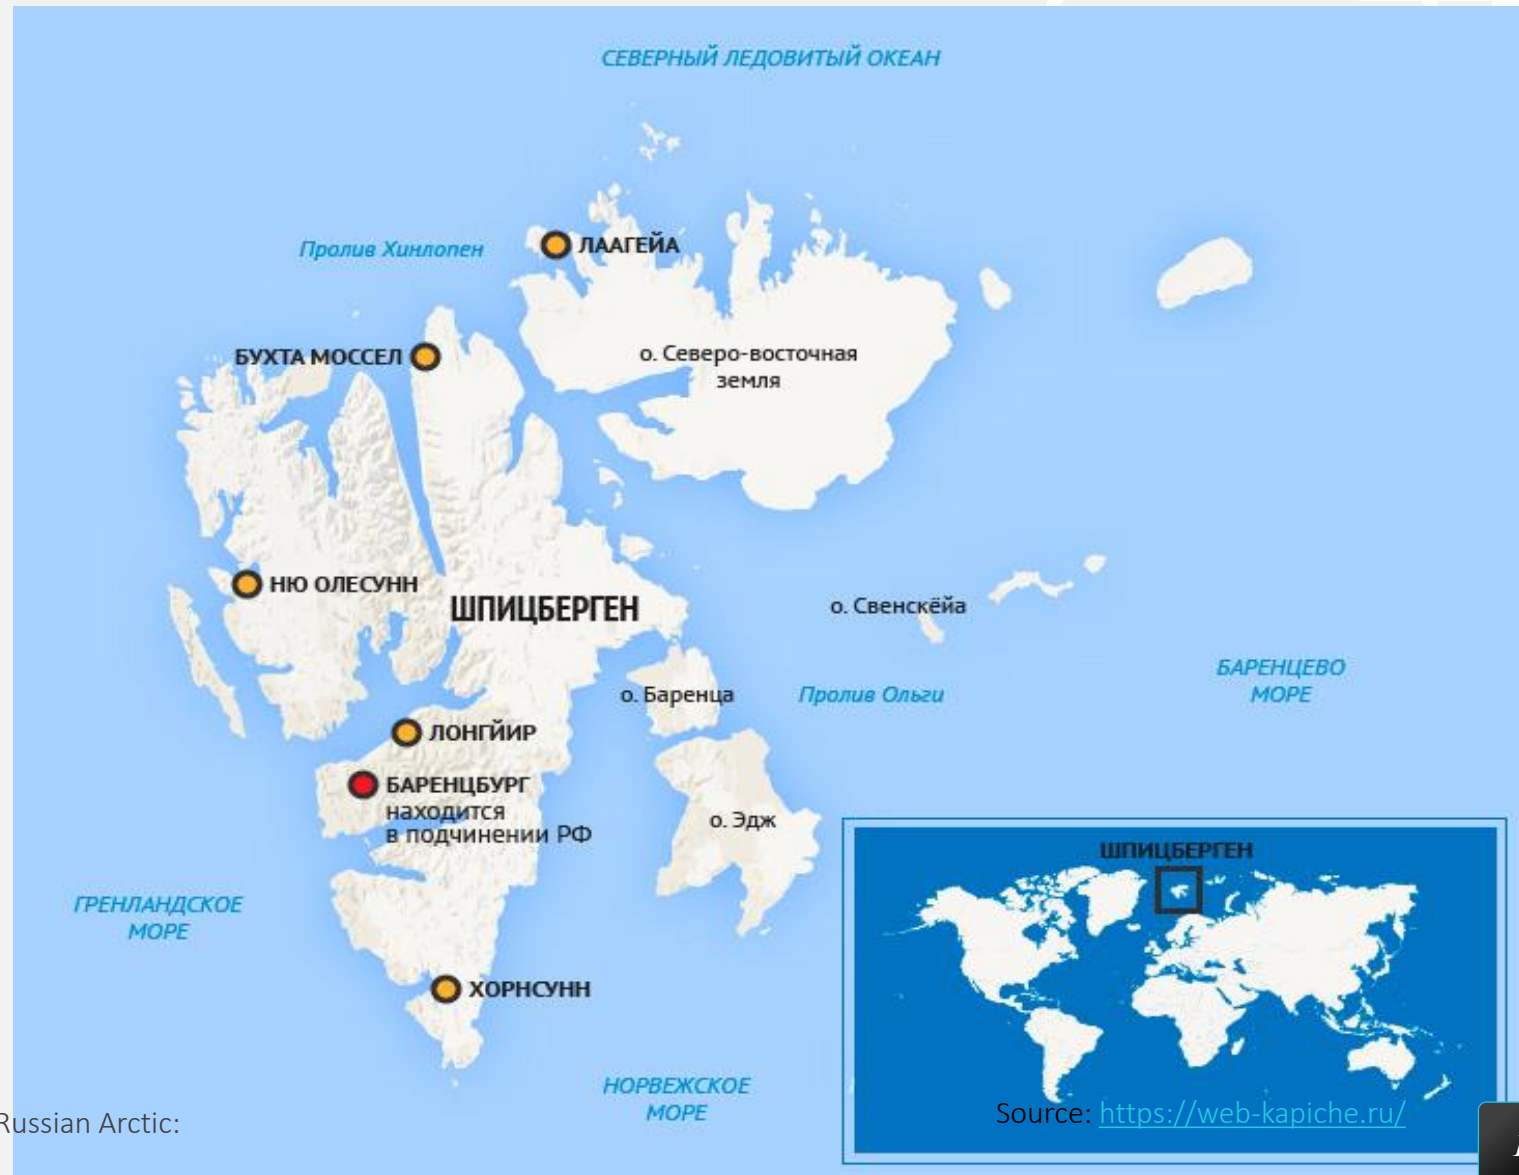 СЕВЕРНЫЙ ЛЕДОВИТЫЙ ОКЕАН
Пролив Хинлопен
ЛААГЕЙА
БУХТА МОССЕЛ
о. Северо-восточная
земля
НЮ ОЛЕСУНН
ШПИЦБЕРГЕН
о. Свенскёйа
БАРЕНЦЕВО
МОРЕ
о. Баренца
Пролив Ольги
ЛОНГЙИР
БАРЕНЦБУРГ
находится
в подчинении РФ
о. Эдж
ШПИЦБЕРГЕН
ГРЕНЛАНДСКОЕ
МОРЕ
ХОРНСУНН
НОРВЕЖСКОЕ
МОРЕ
Source: https://web-kapiche.ru/
Russian Arctic: